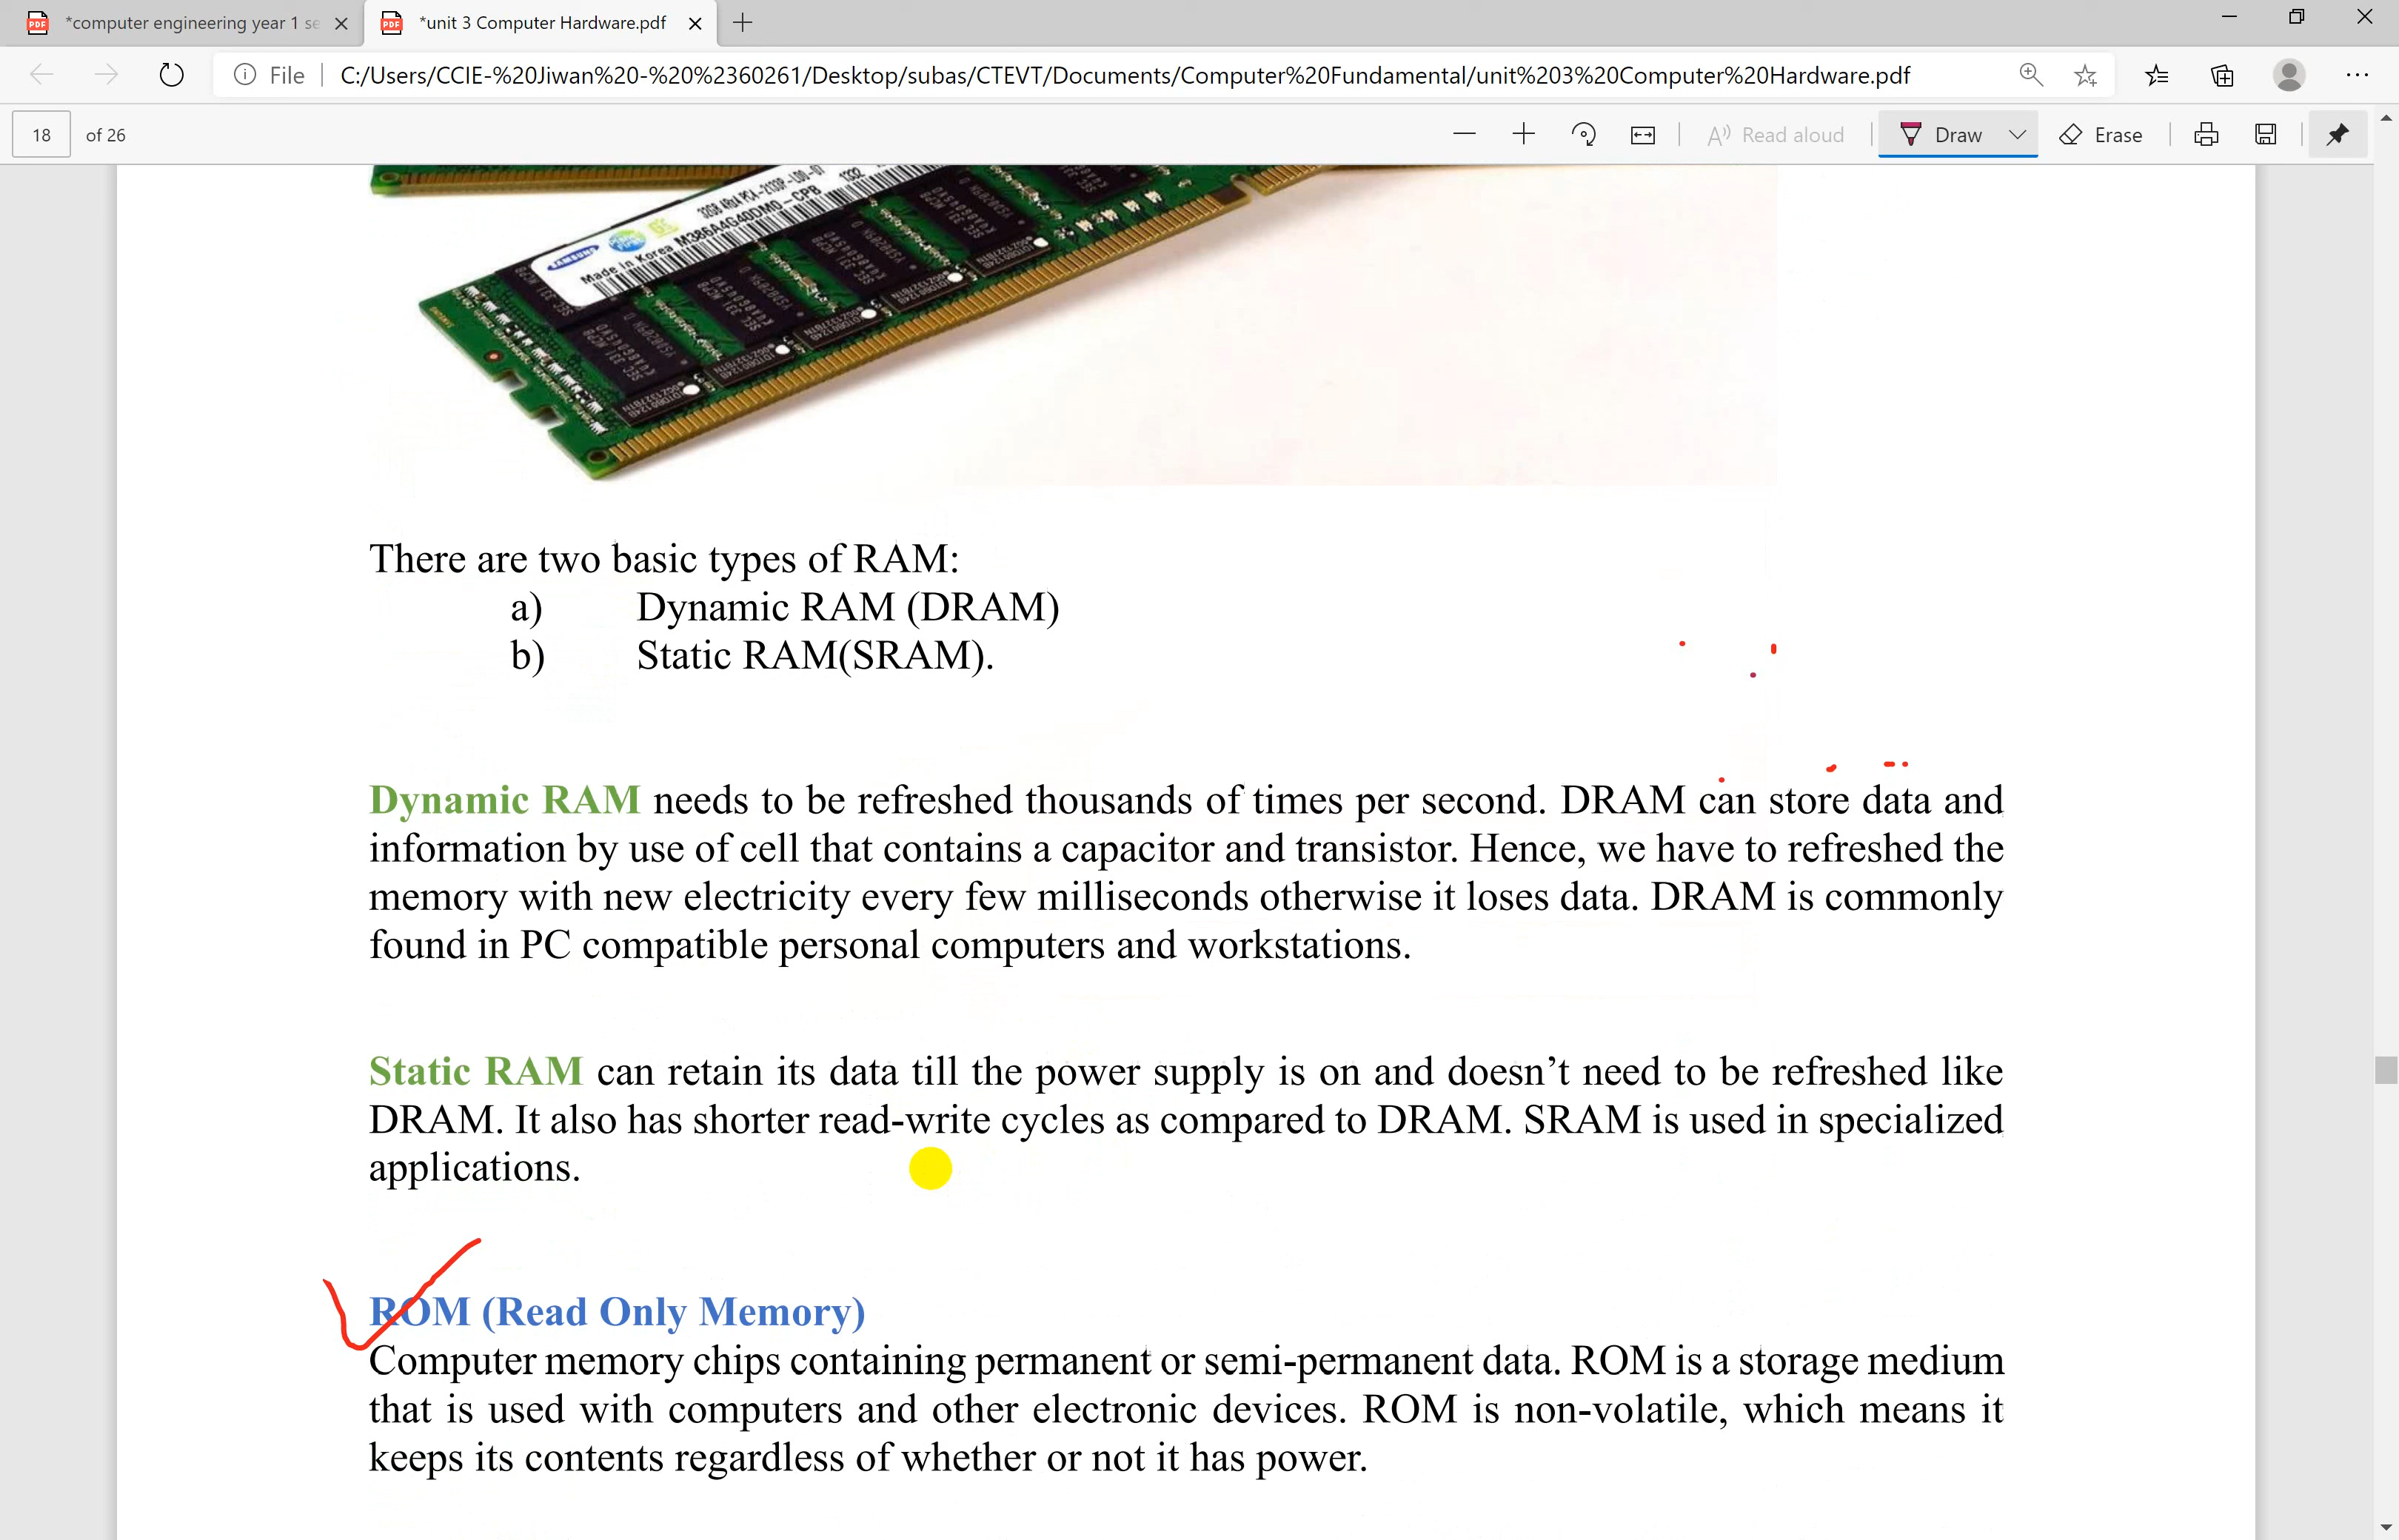 *computer engineering year 1 se
*unit 3 Computer Hardware.pdf
File
C:/Users/CCIE-%20Jiwan%20-%20%2360261/Desktop/subas/CTEVT/Documents/Computer%20Fundamental/unit%203%20Computer%20Hardware.pdf
18 of 26
Read aloud
Draw
Erase
SAMSUNG
Made in Korea M386A4G40DM0-CPB
1332
There are two basic types of RAM:
a) Dynamic RAM (DRAM)
b) Static RAM(SRAM).
Dynamic RAM needs to be refreshed thousands of times per second. DRAM can store data and
information by use of cell that contains a capacitor and transistor. Hence, we have to refreshed the
memory with new electricity every few milliseconds otherwise it loses data. DRAM is commonly
found in PC compatible personal computers and workstations.
Static RAM can retain its data till the power supply is on and doesn’t need to be refreshed like
DRAM. It also has shorter read-write cycles as compared to DRAM. SRAM is used in specialized
applications.
ROM (Read Only Memory)
Computer memory chips containing permanent or semi-permanent data. ROM is a storage medium
that is used with computers and other electronic devices. ROM is non-volatile, which means it
keeps its contents regardless of whether or not it has power.